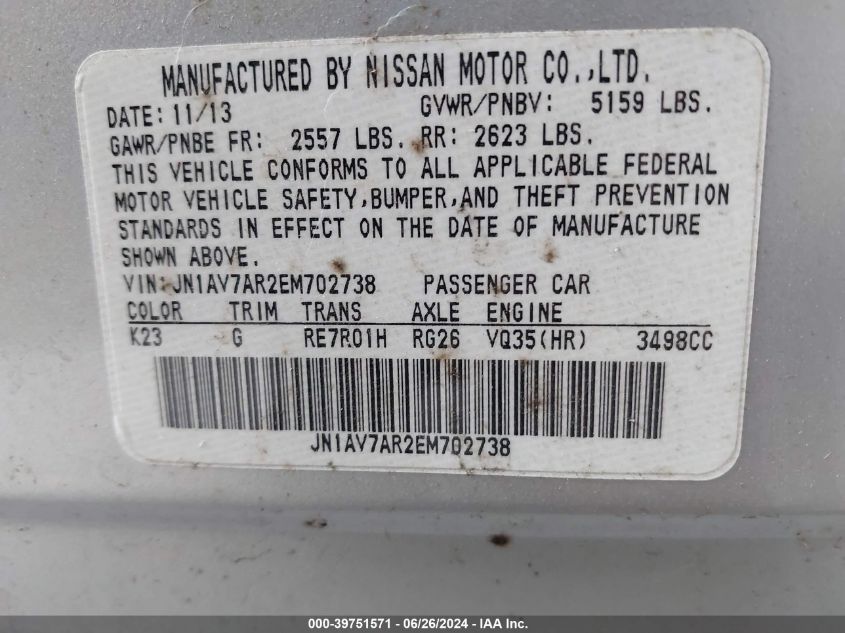 MANUFACTURED BY NISSAN MOTOR CO.,LTD.
DATE:11/13 GVWR/PNBV: 5159 LBS.
GAWR/PNBE FR: 2557 LBS. RR: 2623 LBS.
THIS VEHICLE CONFORMS TO ALL APPLICABLE FEDERAL
MOTOR VEHICLE SAFETY,BUMPER,AND THEFT PREVENTION
STANDARDS IN EFFECT ON THE DATE OF MANUFACTURE
SHOWN ABOVE.
VIN:JN1AV7AR2EM702738 PASSENGER CAR
COLOR TRIM TRANS AXLE ENGINE
K23 G RE7R01H RG26 VQ35(HR) 3498CC
JN1AV7AR2EM702738
000-39751571 - 06/26/2024 - IAA Inc.